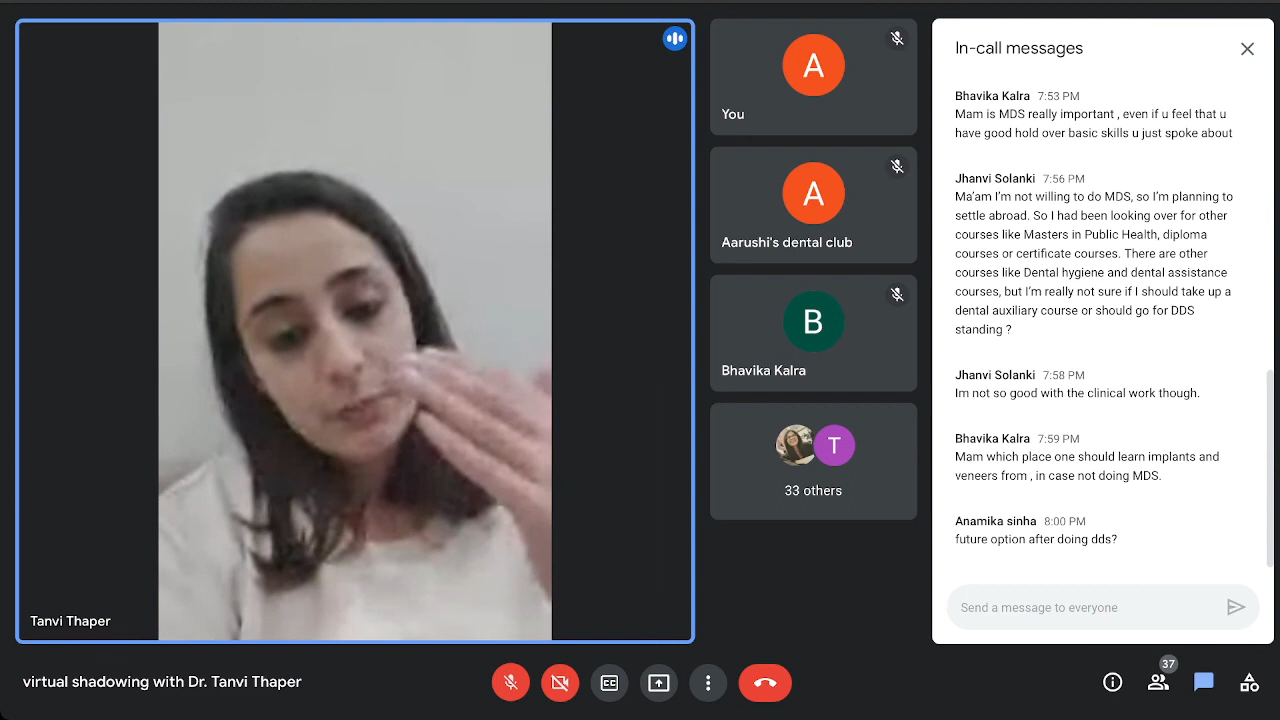 A
You
A
Aarushi's dental club
B
Bhavika Kalra
T
33 others
Tanvi Thaper
In-call messages
Bhavika Kalra 7:53 PM
Mam is MDS really important , even if u feel that u
have good hold over basic skills u just spoke about
Jhanvi Solanki 7:56 PM
Ma'am I'm not willing to do MDS, so I'm planning to
settle abroad. So I had been looking over for other
courses like Masters in Public Health, diploma
courses or certificate courses. There are other
courses like Dental hygiene and dental assistance
courses, but I'm really not sure if I should take up a
dental auxiliary course or should go for DDS
standing ?
Jhanvi Solanki 7:58 PM
Im not so good with the clinical work though.
Bhavika Kalra 7:59 PM
Mam which place one should learn implants and
veneers from , in case not doing MDS.
Anamika sinha 8:00 PM
future option after doing dds?
Send a message to everyone
virtual shadowing with Dr. Tanvi Thaper
CC
37